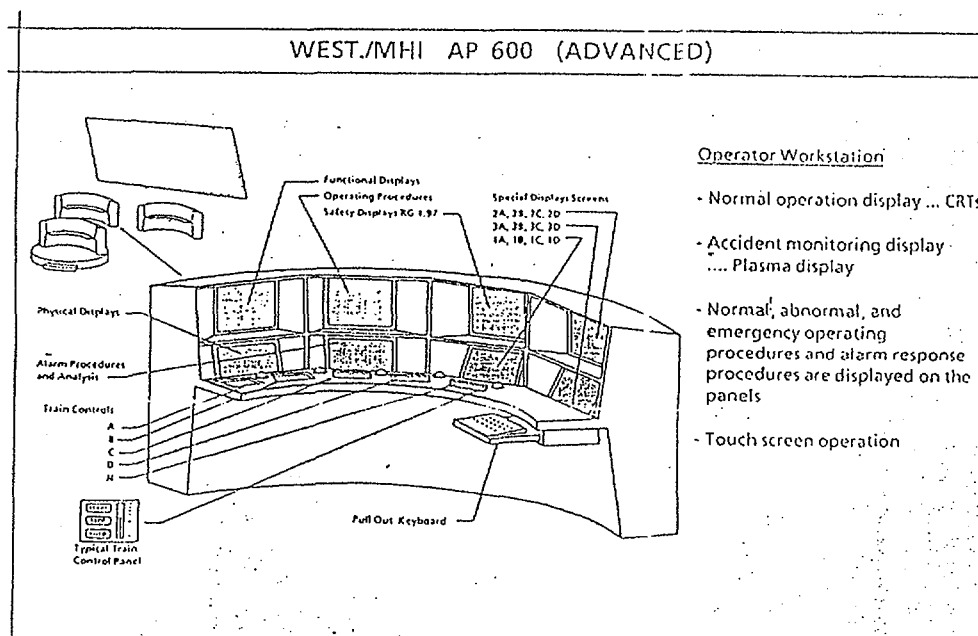 WEST./MHI AP 600 (ADVANCED)
Functional Displays
Operating Procedures
Safety Displays RG 1.97
Special Displays Screens
2A, 2B, 2C, 2D
3A, 3B, 3C, 3D
1A, 1B, 1C, 1D
Physical Displays
Alarm Procedures
and Analysis
Train Controls
A
B
C
D
N
Typical Train
Control Panel
Pull Out Keyboard
Operator Workstation
- Normal operation display ... CRTs
- Accident monitoring display
.... Plasma display
- Normal, abnormal, and
emergency operating
procedures and alarm response
procedures are displayed on the
panels
- Touch screen operation